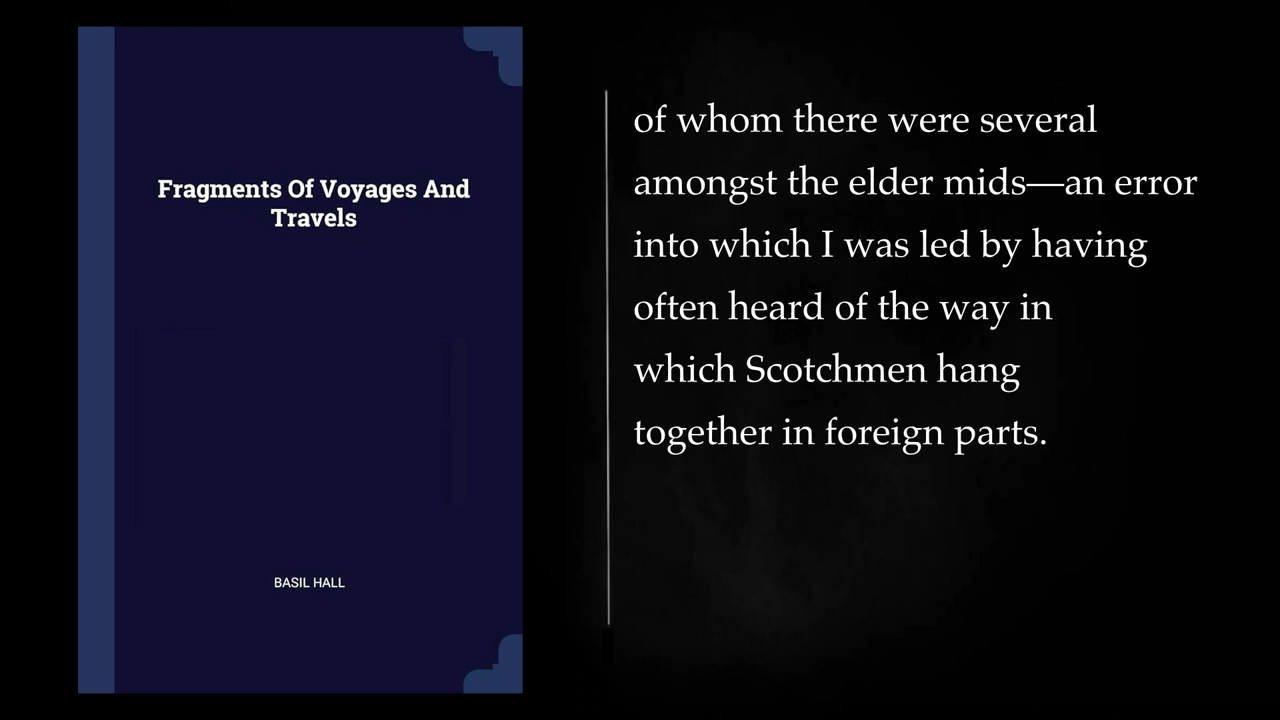 Fragments Of Voyages And
Travels
BASIL HALL
of whom there were several
amongst the elder mids—an error
into which I was led by having
often heard of the way in
which Scotchmen hang
together in foreign parts.